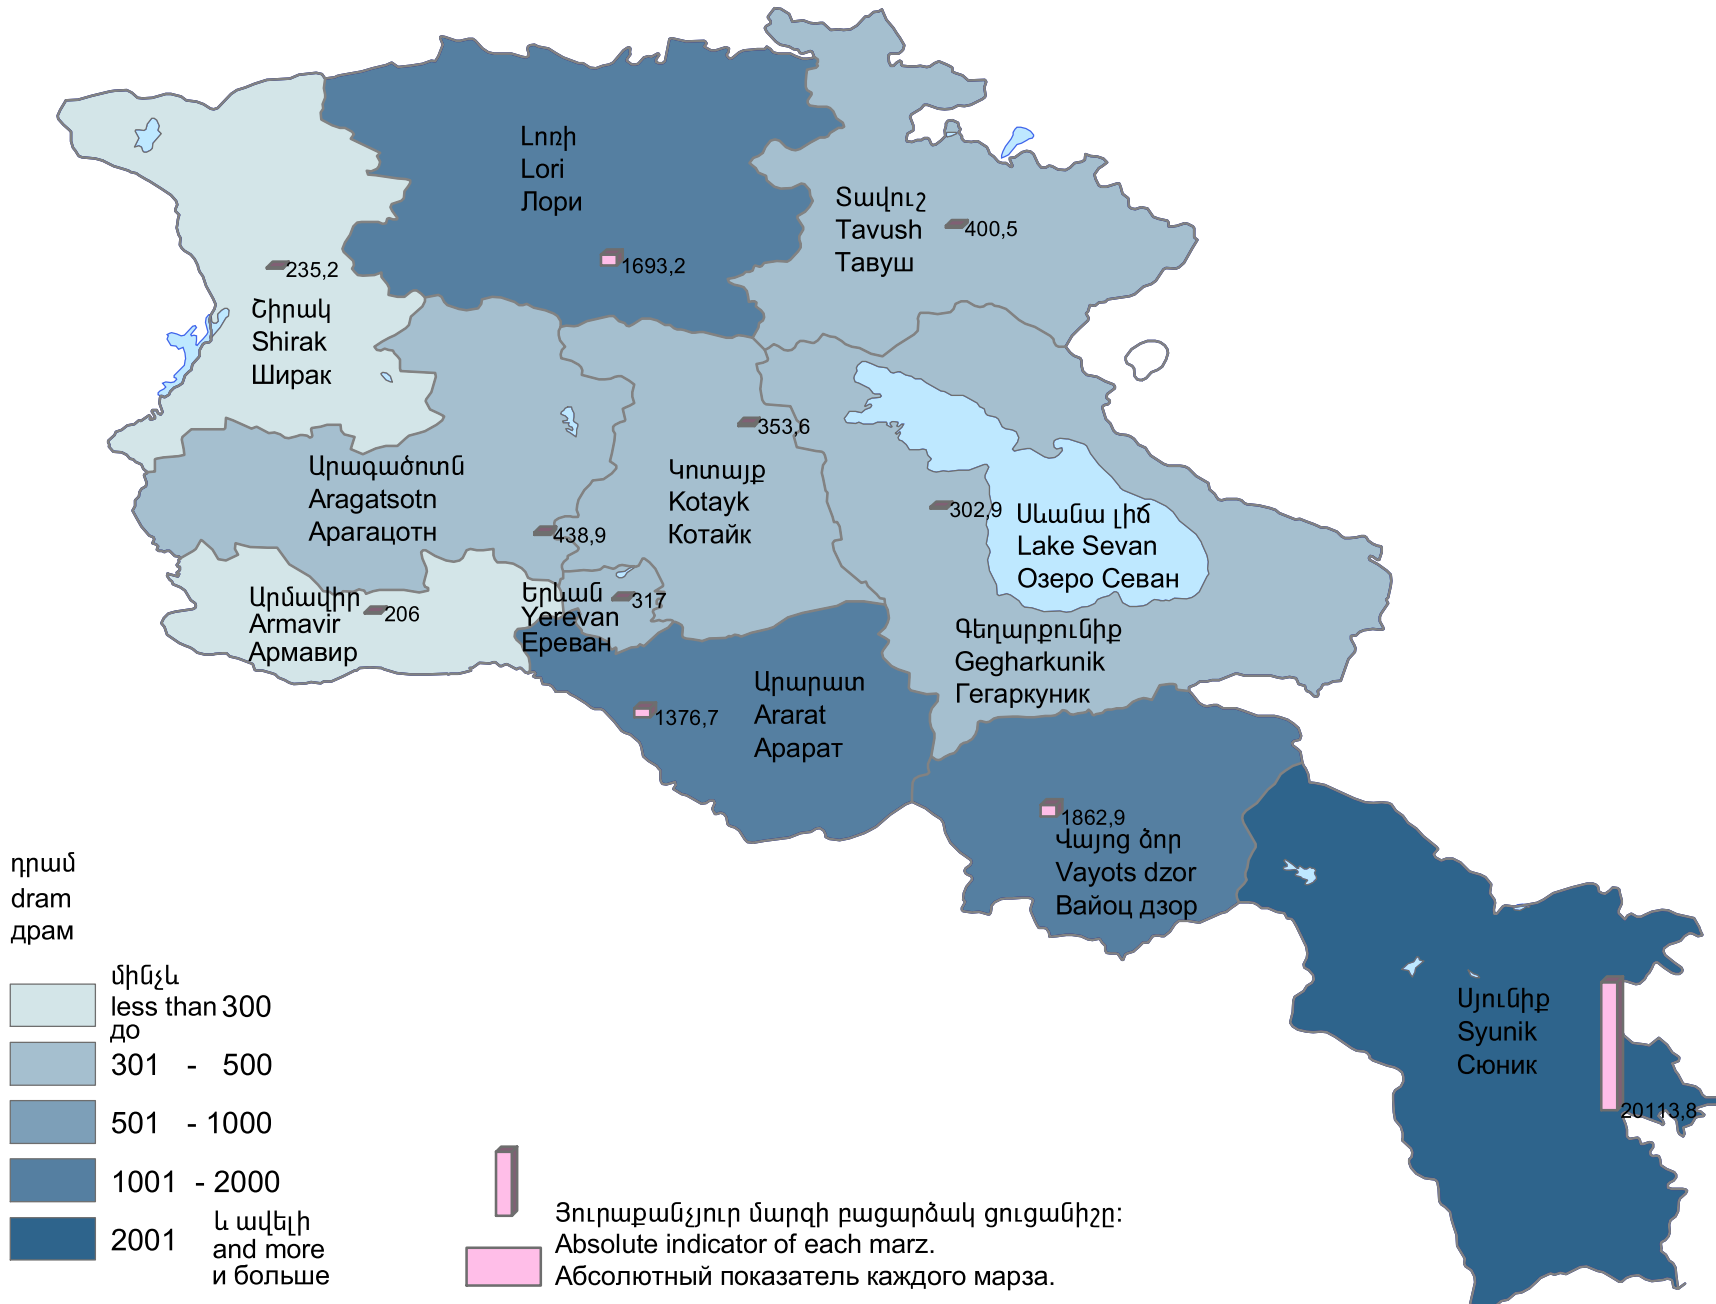 Լոռի
Lori
Лори
1693,2
Տավուշ
Tavush
Тавуш
400,5
235,2
Շիրակ
Shirak
Ширак
353,6
Արագածոտն
Aragatsotn
Арагацотн
438,9
Կոտայք
Kotayk
Котайк
302,9
Սևանա լիճ
Lake Sevan
Озеро Севан
Արմավիր
Armavir
Армавир
206
Երևան
Yerevan
Ереван
317
Գեղարքունիք
Gegharkunik
Гегаркуник
Արարատ
Ararat
Арарат
1376,7
1862,9
Վայոց ձոր
Vayots dzor
Вайоц дзор
Սյունիք
Syunik
Сюник
20113,8
դրամ
dram
драм
մինչև
less than 300
до
301 - 500
501 - 1000
1001 - 2000
2001
և ավելի
and more
и больше
Յուրաքանչյուր մարզի բացարձակ ցուցանիշը:
Absolute indicator of each marz.
Абсолютный показатель каждого марза.